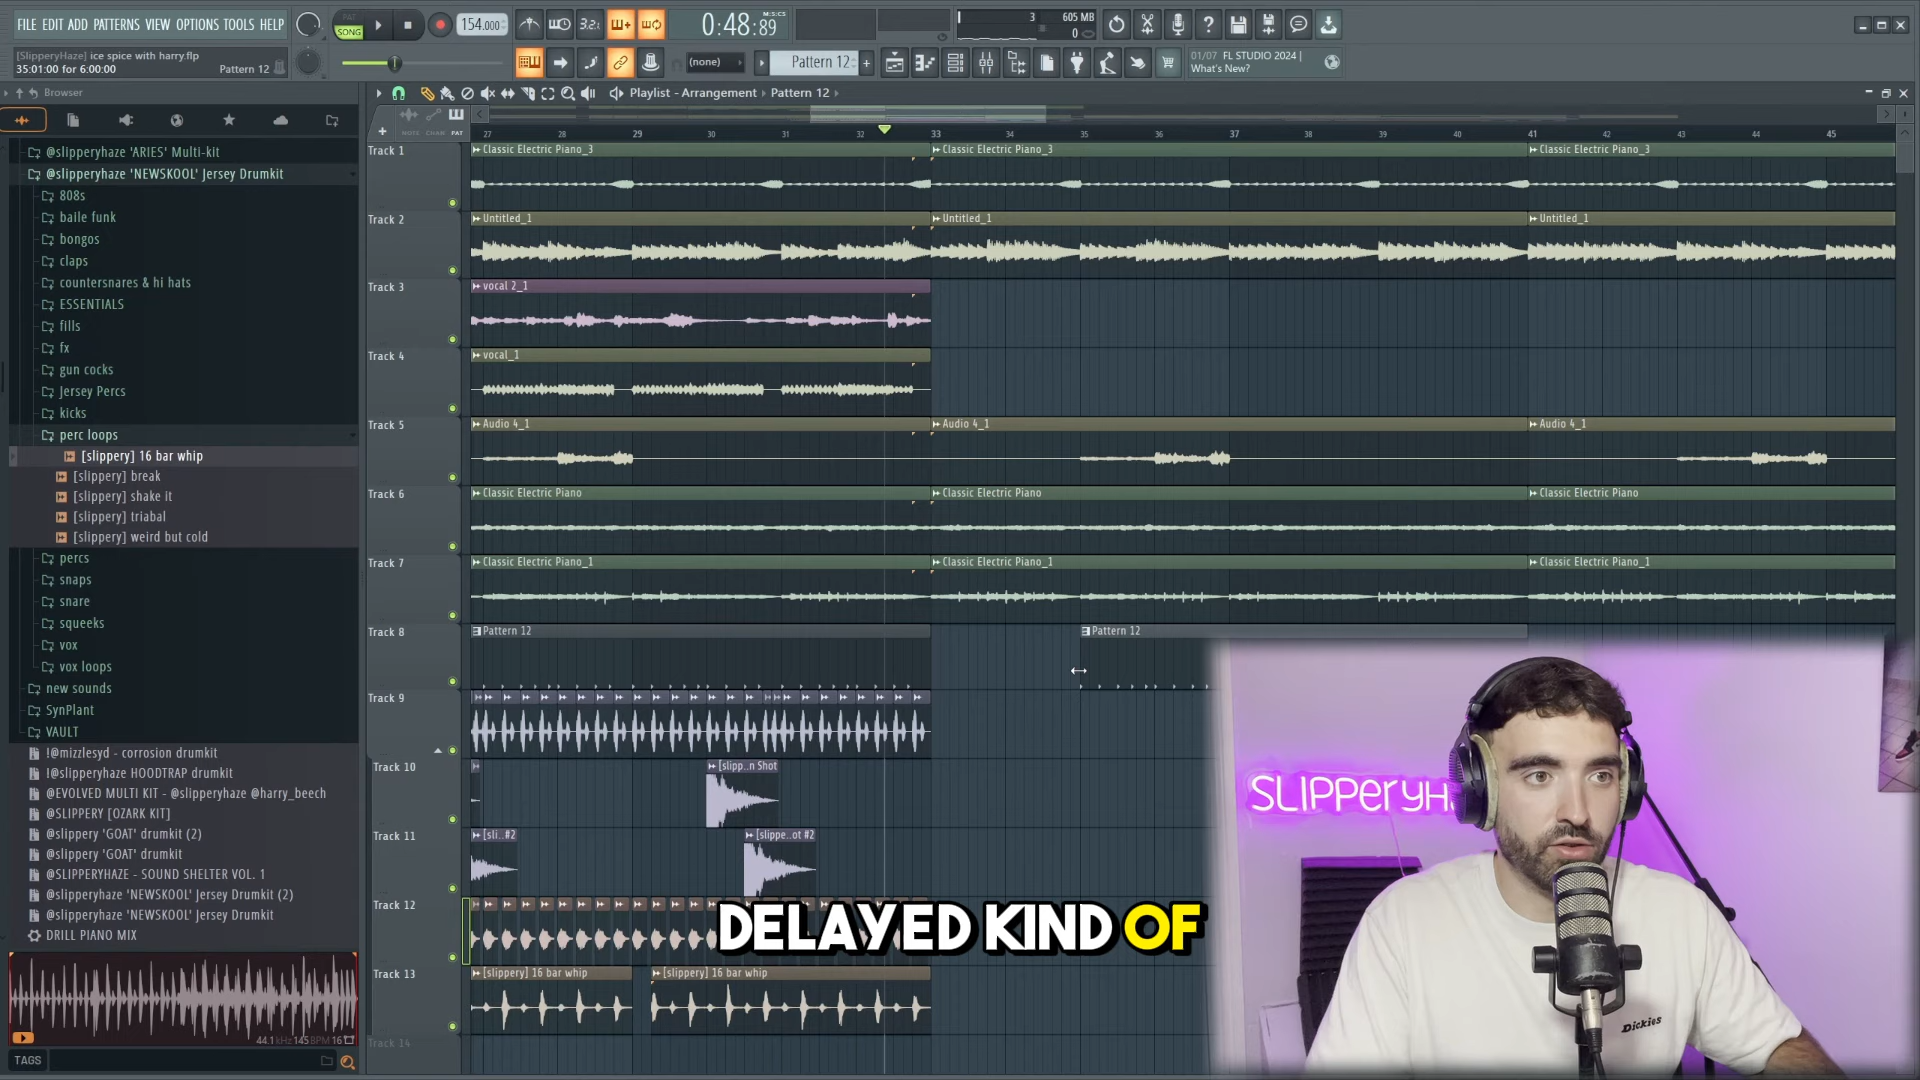 FILE EDIT ADD PATTERNS VIEW OPTIONS TOOLS HELP
PAT
SONG
154.000
3.2.
0:48:89
M:S:CS
3
605 MB
0
[SlipperyHaze] ice spice with harry.flp
35:01:00 for 6:00:00
Pattern 12
(none)
Pattern 12
01/07 FL STUDIO 2024 |
What's New?
Browser
Playlist - Arrangement
Pattern 12
MUTE CHAN PAT
27 28 29 30 31 32 33 34 35 36 37 38 39 40 41 42 43 44 45
@slipperyhaze 'ARIES' Multi-kit
@slipperyhaze 'NEWSKOOL' Jersey Drumkit
808s
baile funk
bongos
claps
countersnares & hi hats
ESSENTIALS
fills
fx
gun cocks
Jersey Percs
kicks
perc loops
[slippery] 16 bar whip
[slippery] break
[slippery] shake it
[slippery] triabal
[slippery] weird but cold
percs
snaps
snare
squeeks
vox
vox loops
new sounds
SynPlant
VAULT
!@mizzlesyd - corrosion drumkit
!@slipperyhaze HOODTRAP drumkit
@EVOLVED MULTI KIT - @slipperyhaze @harry_beech
@SLIPPERY [OZARK KIT]
@slippery 'GOAT' drumkit (2)
@slippery 'GOAT' drumkit
@SLIPPERYHAZE - SOUND SHELTER VOL. 1
@slipperyhaze 'NEWSKOOL' Jersey Drumkit (2)
@slipperyhaze 'NEWSKOOL' Jersey Drumkit
DRILL PIANO MIX
44.1 kHz 145 BPM 16
TAGS
Track 1
Classic Electric Piano_3
Classic Electric Piano_3
Classic Electric Piano_3
Track 2
Untitled_1
Untitled_1
Untitled_1
Track 3
vocal 2_1
Track 4
vocal_1
Track 5
Audio 4_1
Audio 4_1
Audio 4_1
Track 6
Classic Electric Piano
Classic Electric Piano
Classic Electric Piano
Track 7
Classic Electric Piano_1
Classic Electric Piano_1
Classic Electric Piano_1
Track 8
Pattern 12
Pattern 12
Track 9
Track 10
[slipp..n Shot
Track 11
[sli..#2
[slippe..ot #2
Track 12
Track 13
[slippery] 16 bar whip
[slippery] 16 bar whip
Track 14
DELAYED KIND OF
SLIPPERYH
Dickies